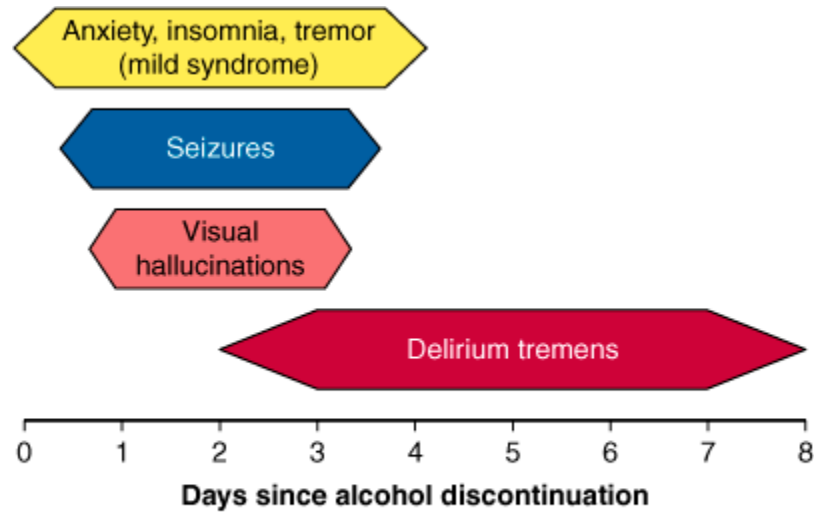 Anxiety, insomnia, tremor
(mild syndrome)
Seizures
Visual
hallucinations
Delirium tremens
0 1 2 3 4 5 6 7 8
Days since alcohol discontinuation